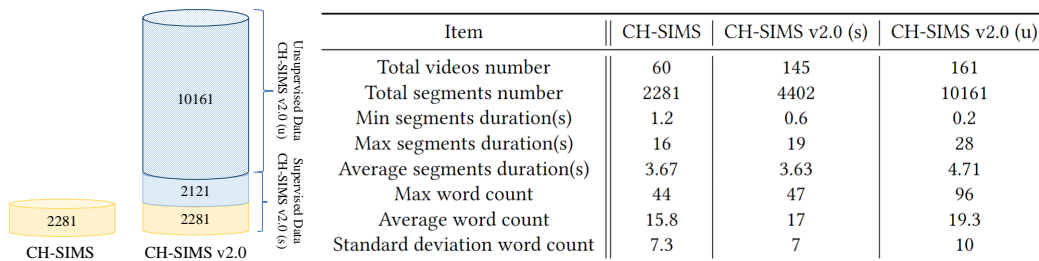 10161
2121
2281
2281
CH-SIMS
CH-SIMS v2.0
Unsupervised Data
CH-SIMS v2.0 (u)
Supervised Data
CH-SIMS v2.0 (s)
Item CH-SIMS CH-SIMS v2.0 (s) CH-SIMS v2.0 (u)
Total videos number 60 145 161
Total segments number 2281 4402 10161
Min segments duration(s) 1.2 0.6 0.2
Max segments duration(s) 16 19 28
Average segments duration(s) 3.67 3.63 4.71
Max word count 44 47 96
Average word count 15.8 17 19.3
Standard deviation word count 7.3 7 10